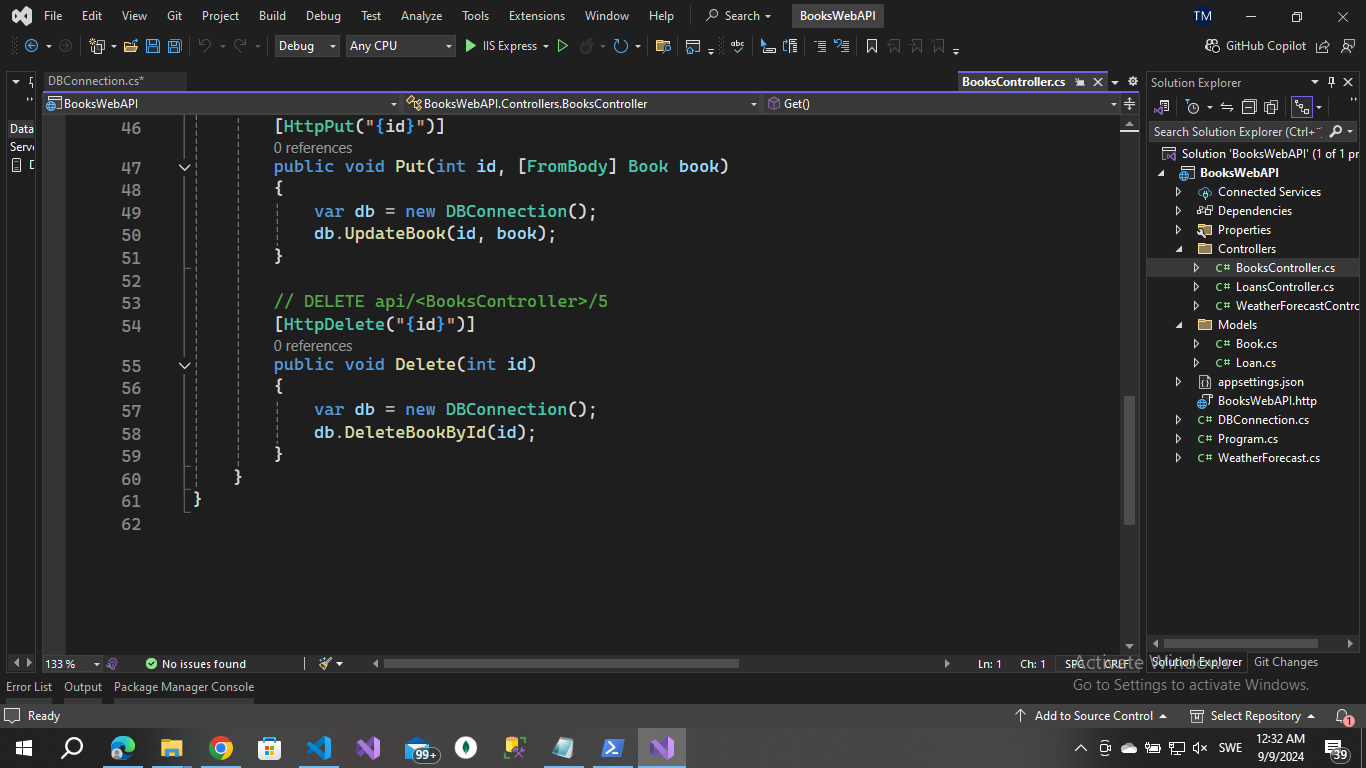 File Edit View Git Project Build Debug Test Analyze Tools Extensions Window Help Search BooksWebAPI TM
Debug Any CPU IIS Express GitHub Copilot
DBConnection.cs* BooksController.cs
BooksWebAPI BooksWebAPI.Controllers.BooksController Get()
Data
Serv
46 [HttpPut("{id}")]
0 references
47 public void Put(int id, [FromBody] Book book)
48 {
49 var db = new DBConnection();
50 db.UpdateBook(id, book);
51 }
52
53 // DELETE api/<BooksController>/5
54 [HttpDelete("{id}")]
0 references
55 public void Delete(int id)
56 {
57 var db = new DBConnection();
58 db.DeleteBookById(id);
59 }
60 }
61 }
62
133 % No issues found Ln: 1 Ch: 1 SPC CRLF
Solution Explorer
Search Solution Explorer (Ctrl+
Solution 'BooksWebAPI' (1 of 1 pr
BooksWebAPI
Connected Services
Dependencies
Properties
Controllers
C# BooksController.cs
C# LoansController.cs
C# WeatherForecastContro
Models
C# Book.cs
C# Loan.cs
appsettings.json
BooksWebAPI.http
C# DBConnection.cs
C# Program.cs
C# WeatherForecast.cs
Solution Explorer Git Changes
Activate Windows
Go to Settings to activate Windows.
Error List Output Package Manager Console
Ready Add to Source Control Select Repository 1
99+ SWE 12:32 AM
9/9/2024 39